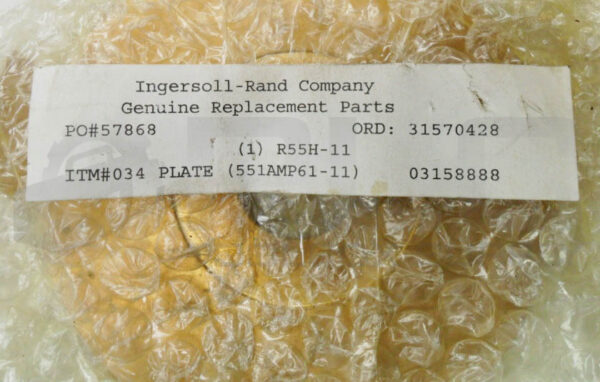 Ingersoll-Rand Company
Genuine Replacement Parts
PO#57868 ORD: 31570428
(1) R55H-11
ITM#034 PLATE (551AMP61-11) 03158888